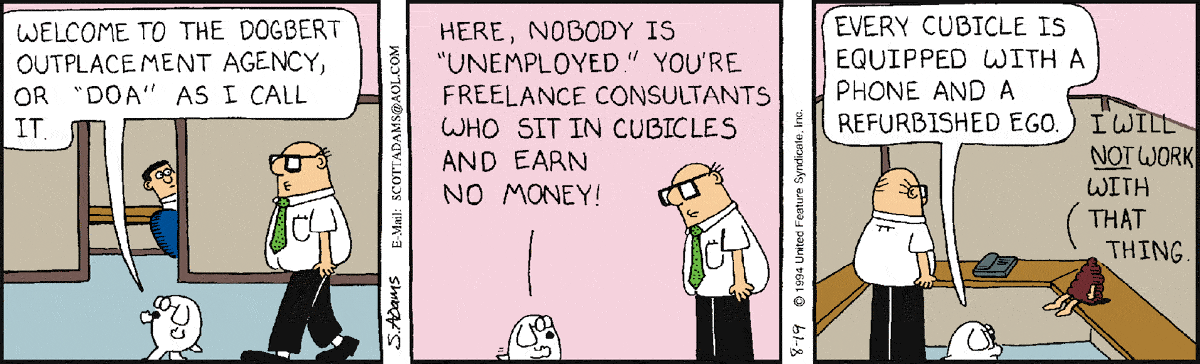 WELCOME TO THE DOGBERT
OUTPLACEMENT AGENCY,
OR "DOA" AS I CALL
IT.
S.Adams
E-Mail: SCOTTADAMS@AOL.COM
HERE, NOBODY IS
"UNEMPLOYED." YOU'RE
FREELANCE CONSULTANTS
WHO SIT IN CUBICLES
AND EARN
NO MONEY!
8-19
© 1994 United Feature Syndicate, Inc.
EVERY CUBICLE IS
EQUIPPED WITH A
PHONE AND A
REFURBISHED EGO.
I WILL
NOT WORK
WITH
THAT
THING.